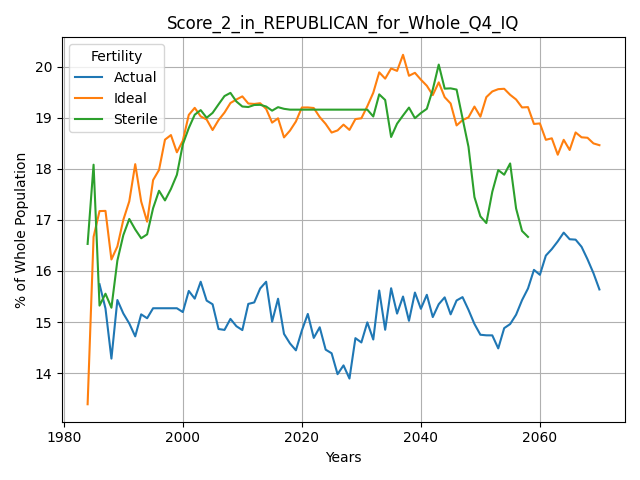 Score_2_in_REPUBLICAN_for_Whole_Q4_IQ
Fertility
Actual
Ideal
Sterile
% of Whole Population
20
19
18
17
16
15
14
1980
2000
2020
2040
2060
Years